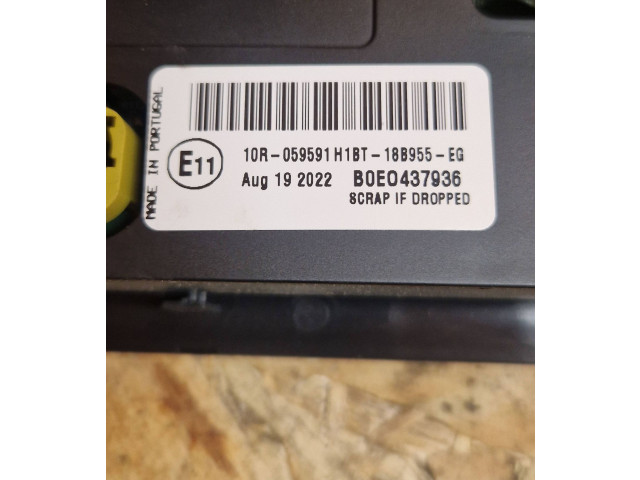 MADE IN PORTUGAL
E11
10R-059591 H1BT-18B955-EG
Aug 19 2022 B0E0437936
SCRAP IF DROPPED